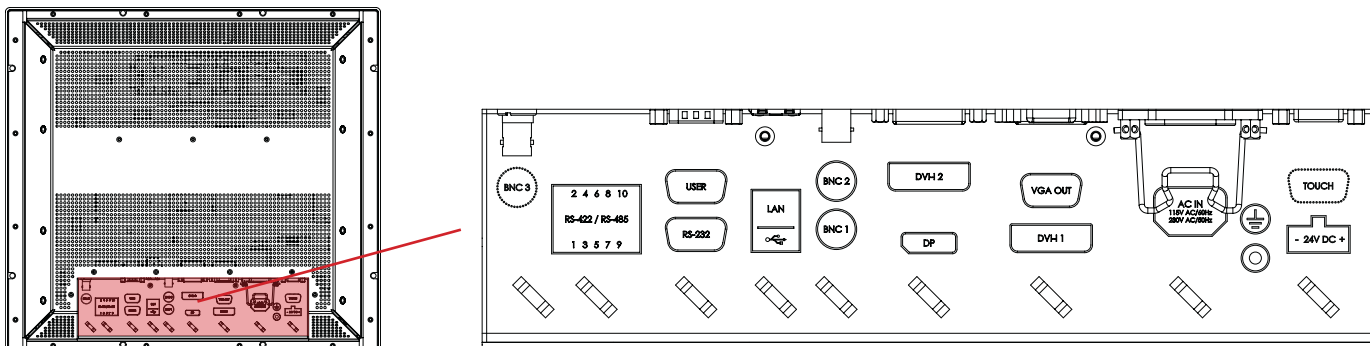 BNC 3
2 4 6 8 10
RS-422 / RS-485
1 3 5 7 9
USER
RS-232
LAN
BNC 2
BNC 1
DVI-I 2
DP
VGA OUT
DVI-I 1
AC IN
115V AC/60Hz
230V AC/50Hz
TOUCH
- 24V DC +